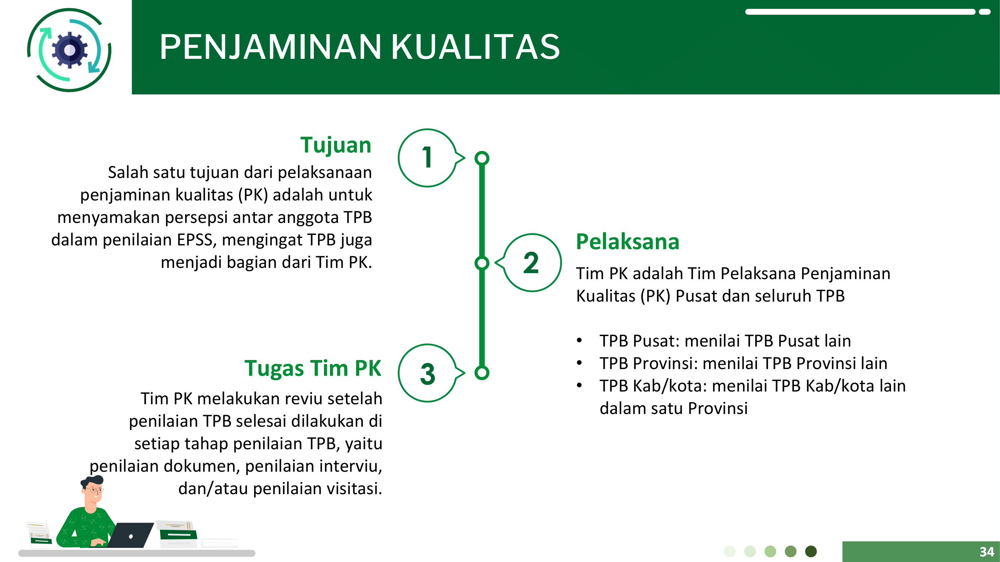 PENJAMINAN KUALITAS
1
Tujuan
Salah satu tujuan dari pelaksanaan
penjaminan kualitas (PK) adalah untuk
menyamakan persepsi antar anggota TPB
dalam penilaian EPSS, mengingat TPB juga
menjadi bagian dari Tim PK.
2
Pelaksana
Tim PK adalah Tim Pelaksana Penjaminan
Kualitas (PK) Pusat dan seluruh TPB
• TPB Pusat: menilai TPB Pusat lain
• TPB Provinsi: menilai TPB Provinsi lain
• TPB Kab/kota: menilai TPB Kab/kota lain
dalam satu Provinsi
3
Tugas Tim PK
Tim PK melakukan reviu setelah
penilaian TPB selesai dilakukan di
setiap tahap penilaian TPB, yaitu
penilaian dokumen, penilaian interviu,
dan/atau penilaian visitasi.
34